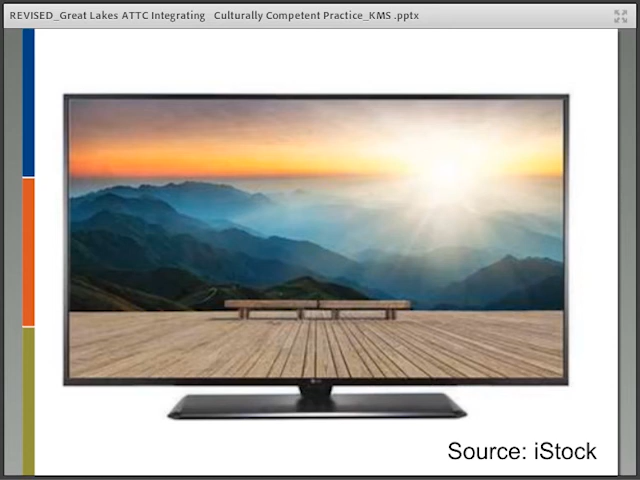 REVISED_Great Lakes ATTC Integrating   Culturally Competent Practice_KMS .pptx
Source: iStock